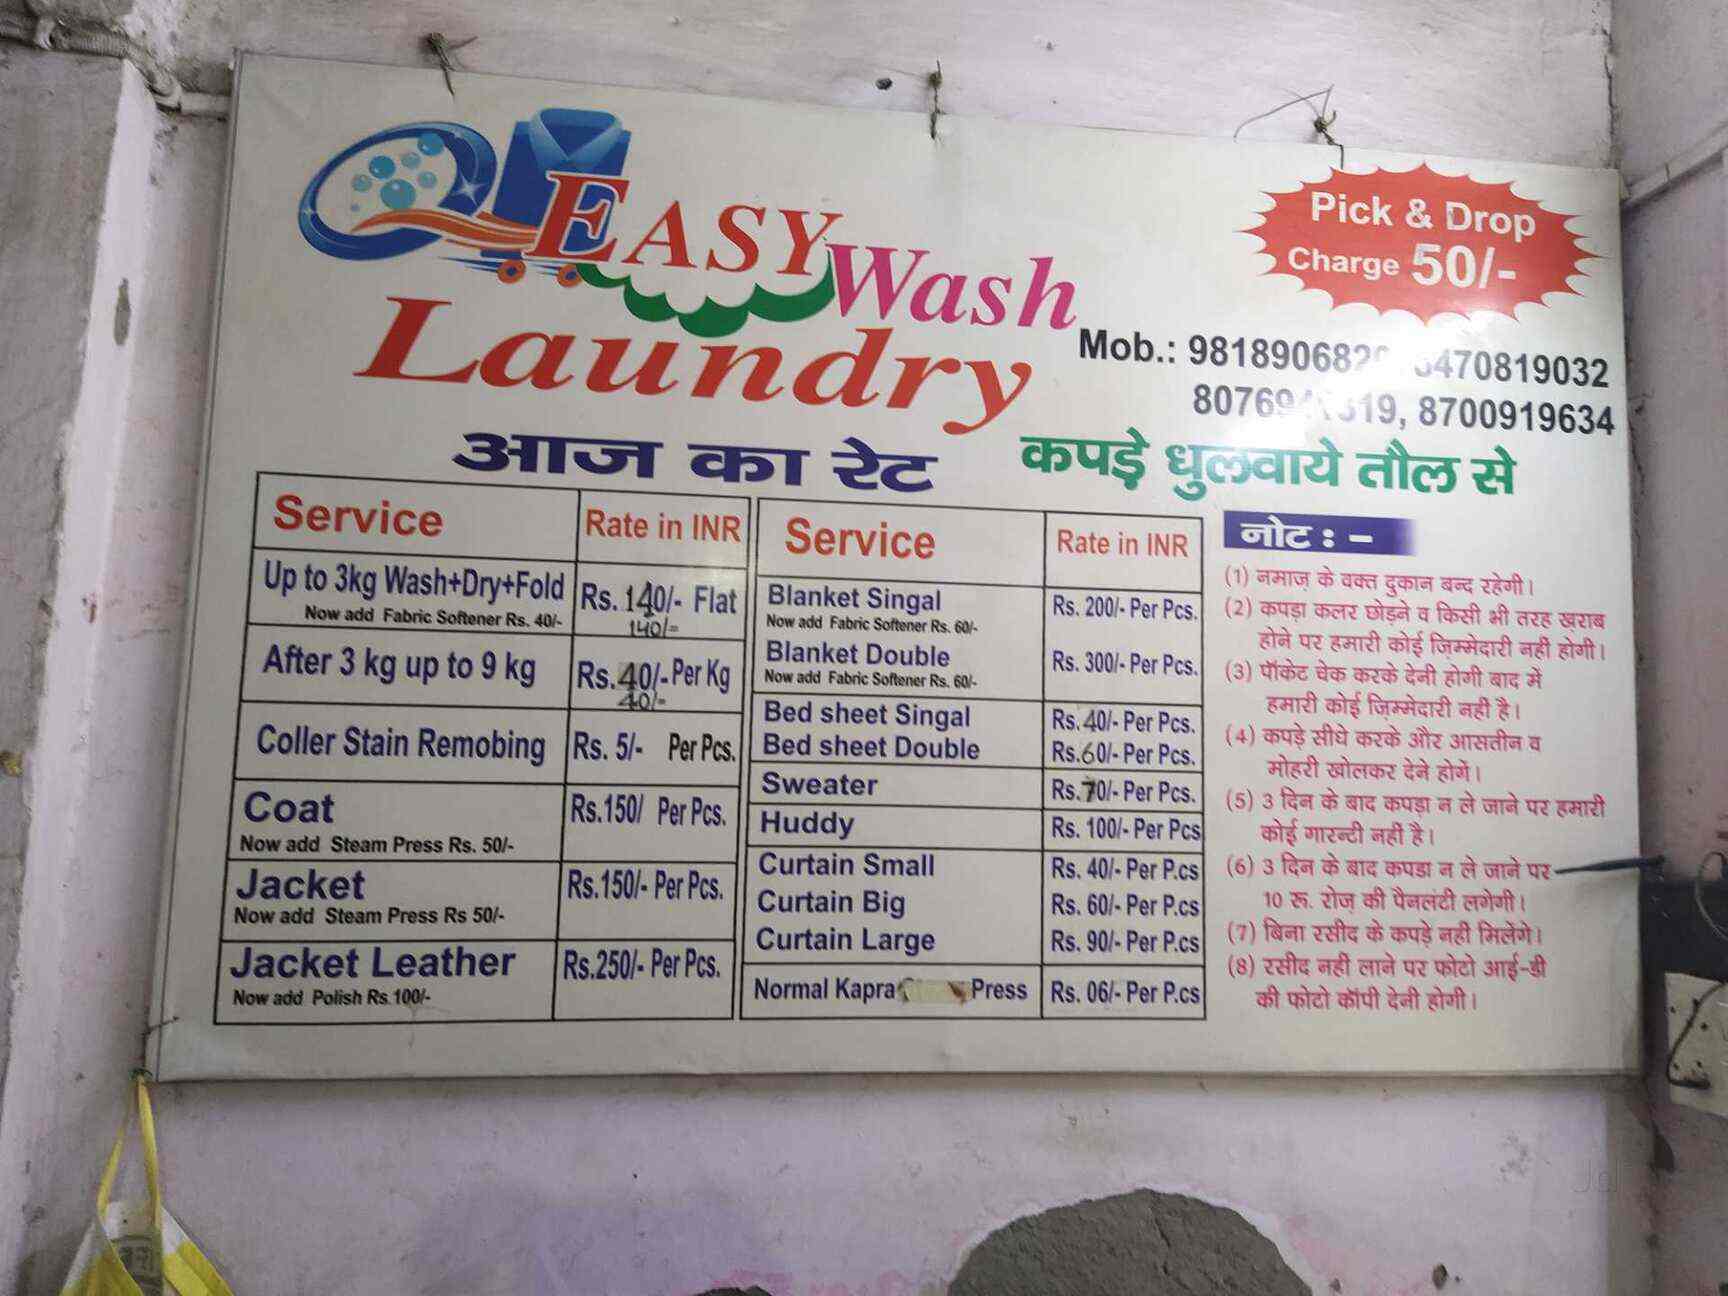 EASY Wash
Laundry
Pick & Drop
Charge 50/-
Mob.: 8470819032
8700919634
आज का रेट
कपड़े धुलवाये तौल से
Service Rate in INR
Up to 3kg Wash+Dry+Fold Rs. 140/- Flat
Now add Fabric Softener Rs. 40/- 140/=
After 3 kg up to 9 kg Rs. 40/- Per Kg
40/-
Coller Stain Remobing Rs. 5/- Per Pcs.
Coat Rs.150/ Per Pcs.
Now add Steam Press Rs. 50/-
Jacket Rs.150/- Per Pcs.
Now add Steam Press Rs 50/-
Jacket Leather Rs.250/- Per Pcs.
Now add Polish Rs.100/-
Service Rate in INR
Blanket Singal Rs. 200/- Per Pcs.
Now add Fabric Softener Rs. 60/-
Blanket Double Rs. 300/- Per Pcs.
Now add Fabric Softener Rs. 60/-
Bed sheet Singal Rs. 40/- Per Pcs.
Bed sheet Double Rs. 60/- Per Pcs.
Sweater Rs. 70/- Per Pcs.
Huddy Rs. 100/- Per Pcs
Curtain Small Rs. 40/- Per P.cs
Curtain Big Rs. 60/- Per P.cs
Curtain Large Rs. 90/- Per P.cs
Normal Kapra Press Rs. 06/- Per P.cs
नोट : -
(1) नमाज़ के वक्त दुकान बन्द रहेगी।
(2) कपड़ा कलर छोड़ने व किसी भी तरह ख़राब
होने पर हमारी कोई ज़िम्मेदारी नहीं होगी।
(3) पॉकेट चेक करके देनी होगी बाद में
हमारी कोई ज़िम्मेदारी नहीं है।
(4) कपड़े सीधे करके और आसतीन व
मोहरी खोलकर देने होगें।
(5) 3 दिन के बाद कपड़ा न ले जाने पर हमारी
कोई गारन्टी नहीं है।
(6) 3 दिन के बाद कपडा न ले जाने पर
10 रू. रोज़ की पैनलंटी लगेगी।
(7) बिना रसीद के कपड़े नही मिलेंगे।
(8) रसीद नहीं लाने पर फोटो आई-डी
की फोटो कॉपी देनी होगी।
Jd